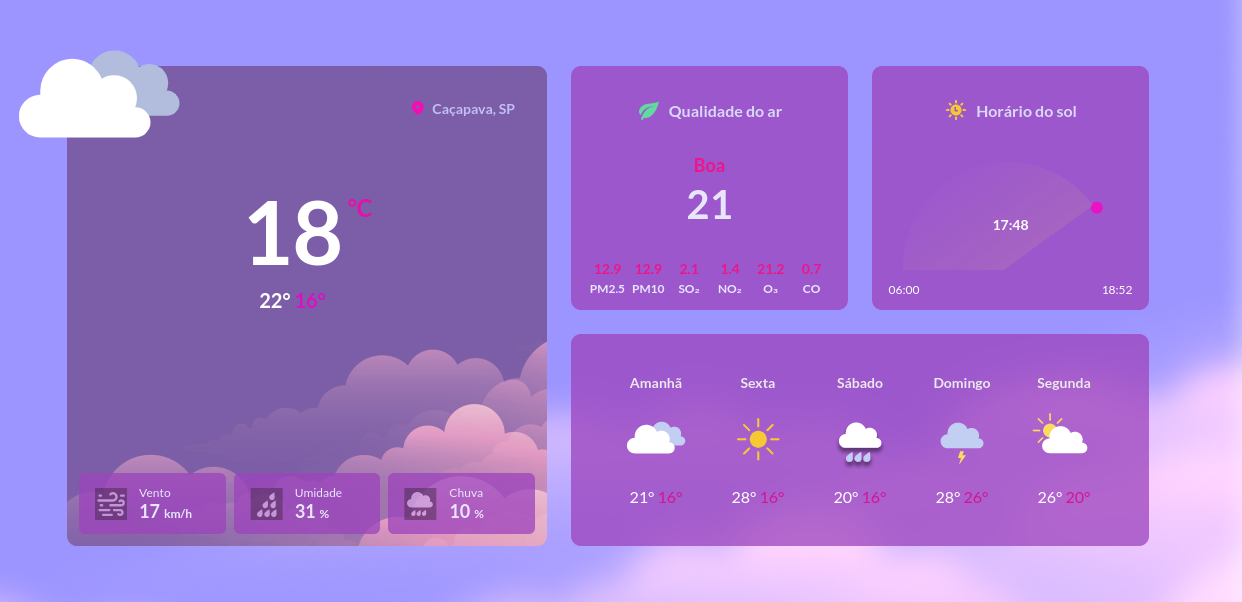 Caçapava, SP
18 °C
22° 16°
Vento
17 km/h
Umidade
31 %
Chuva
10 %
Qualidade do ar
Boa
21
12.9 12.9 2.1 1.4 21.2 0.7
PM2.5 PM10 SO₂ NO₂ O₃ CO
Horário do sol
17:48
06:00 18:52
Amanhã Sexta Sábado Domingo Segunda
21° 16° 28° 16° 20° 16° 28° 26° 26° 20°